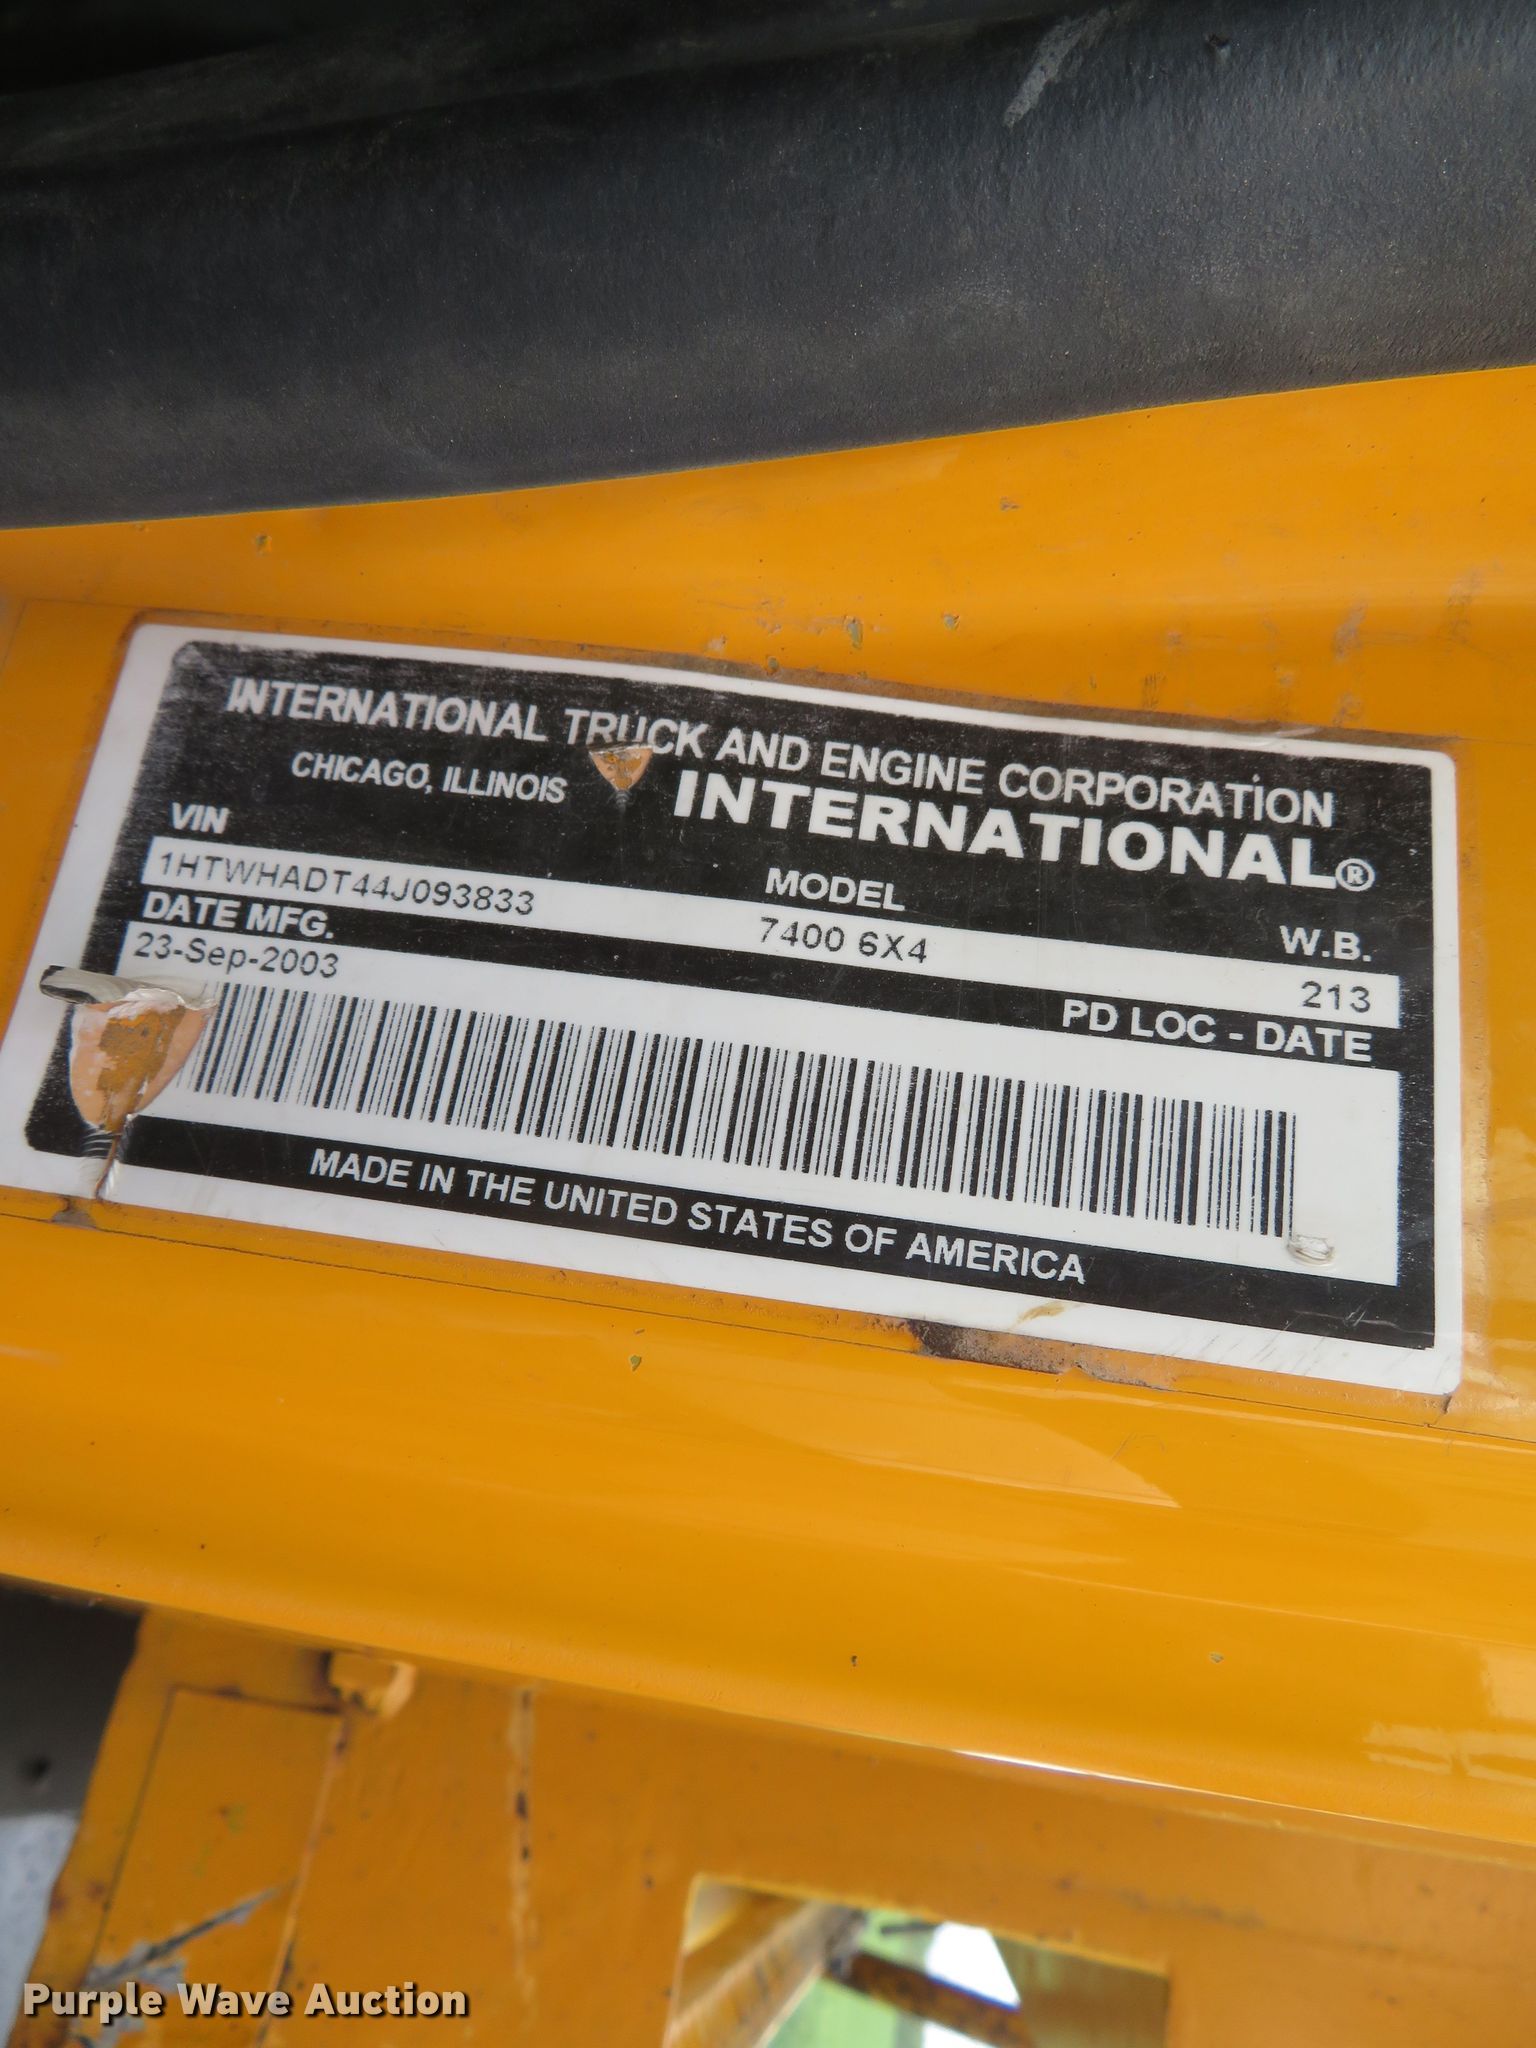 INTERNATIONAL TRUCK AND ENGINE CORPORATION
CHICAGO, ILLINOIS
INTERNATIONAL®
VIN
MODEL
W.B.
1HTWHADT44J093833
7400 6X4
213
DATE MFG.
PD LOC - DATE
23-Sep-2003
MADE IN THE UNITED STATES OF AMERICA
Purple Wave Auction